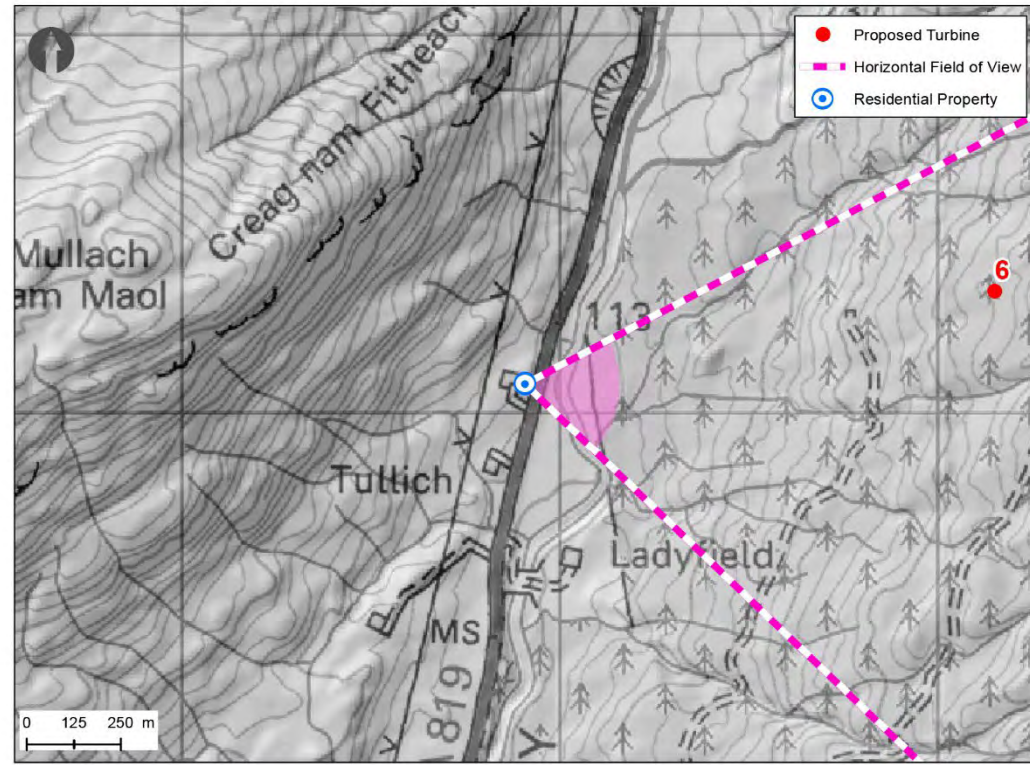 Proposed Turbine
Horizontal Field of View
Residential Property
Creag nam Fitheach
Mullach
am Maol
6
113
Tullich
Ladyfield
MS
A 819
Y
0 125 250 m